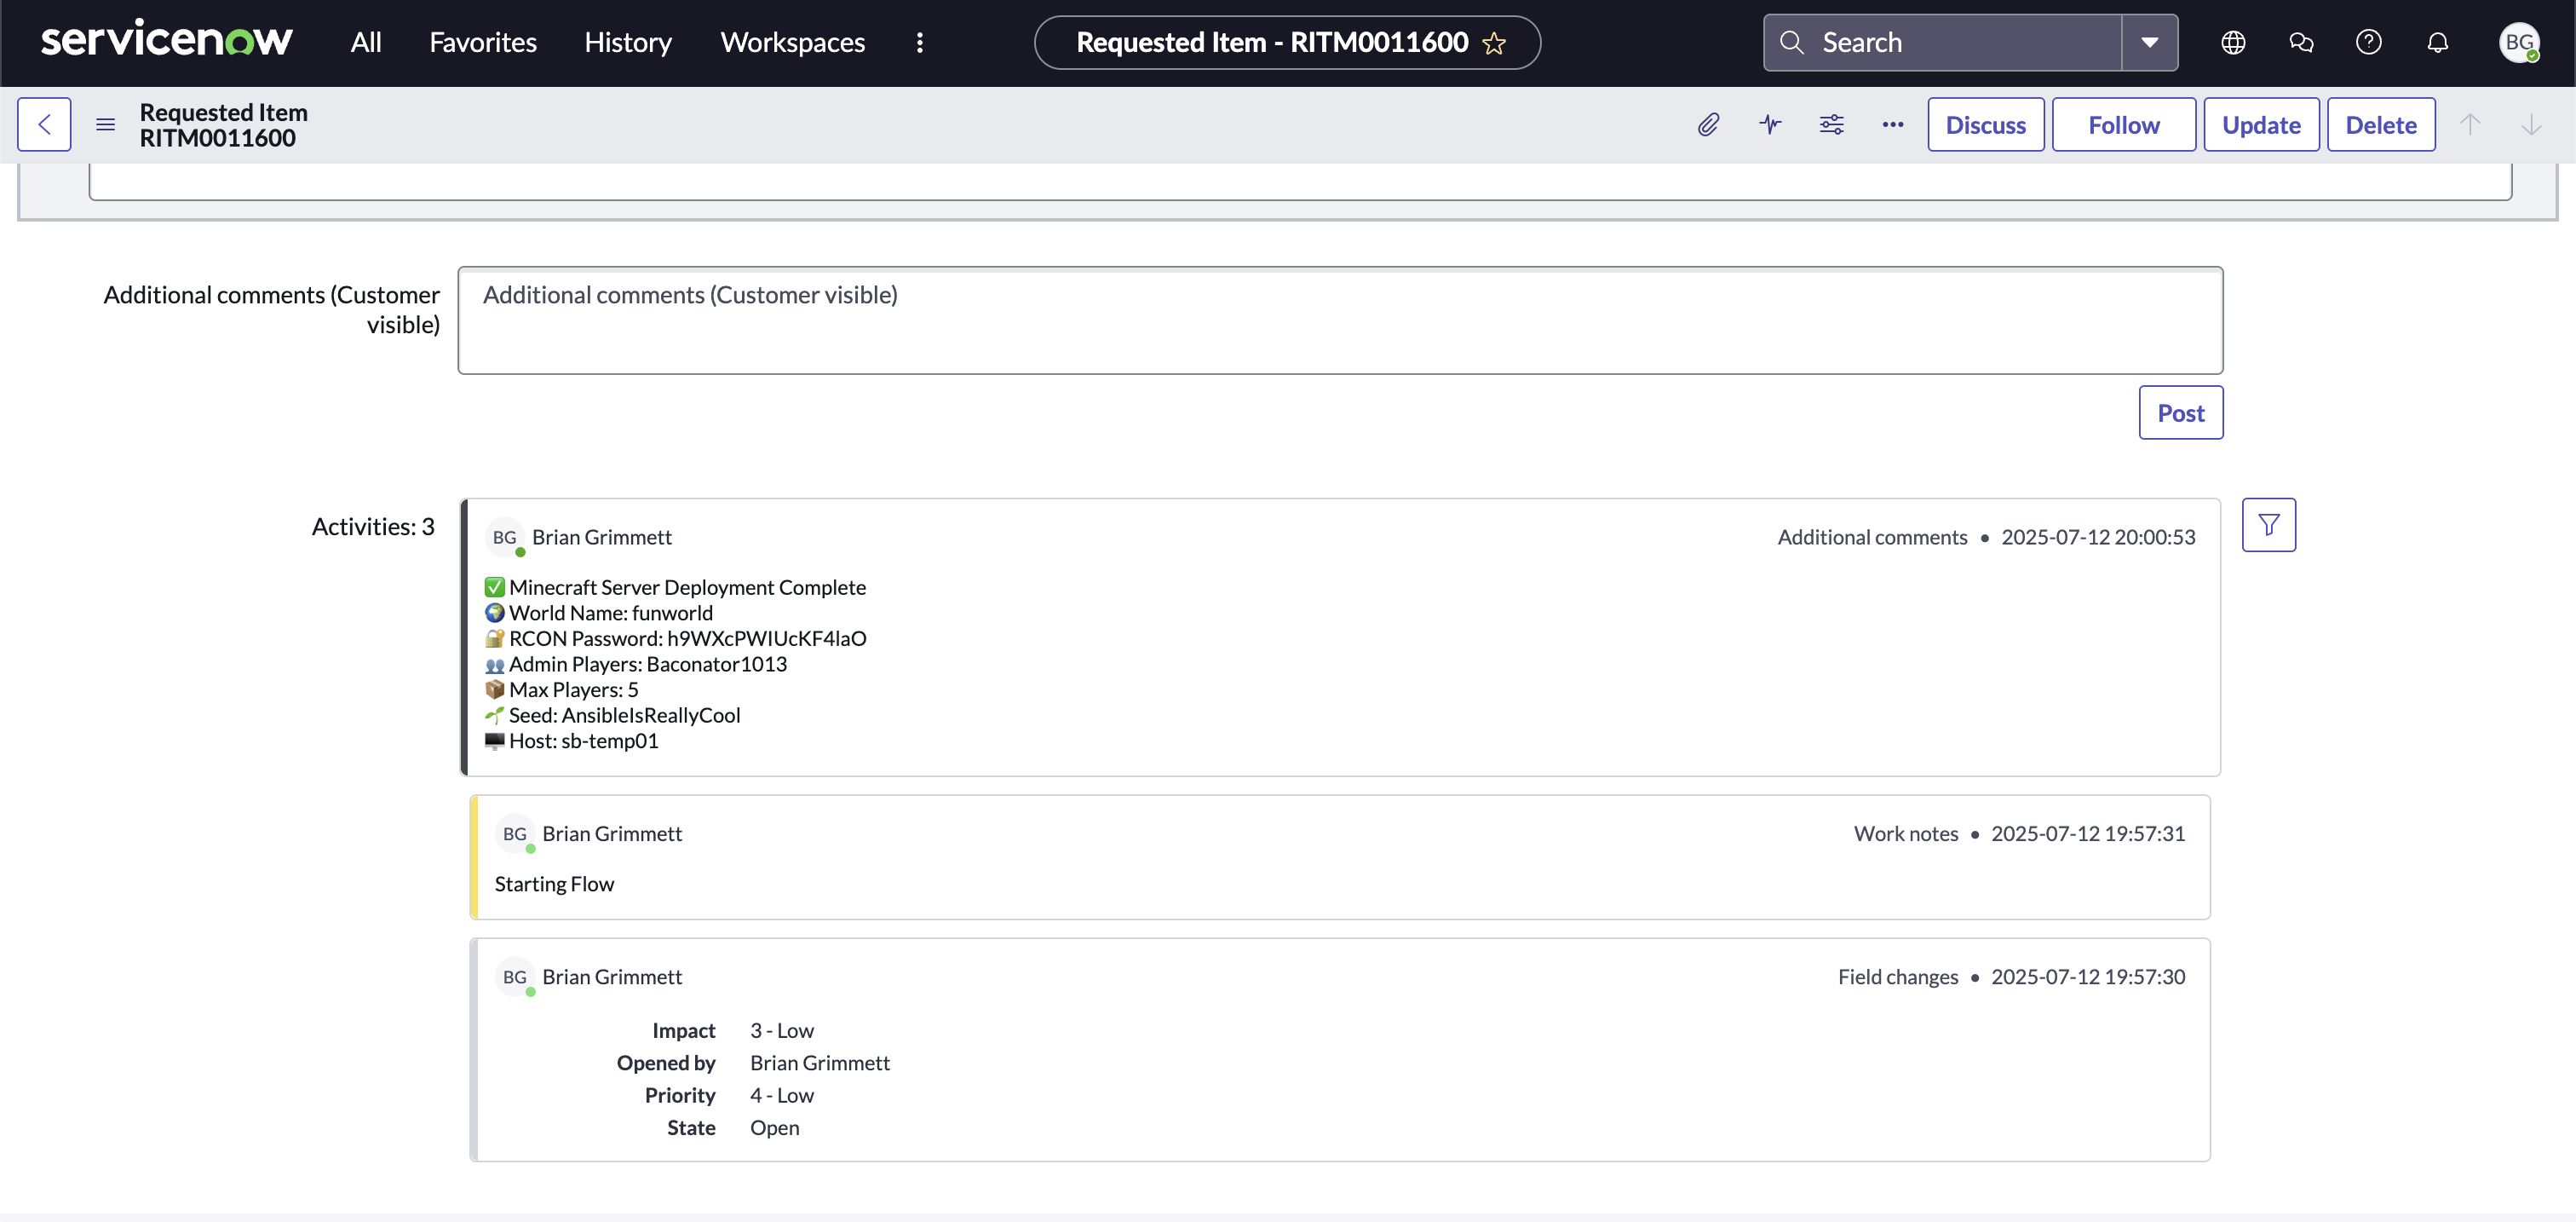 servicenow All Favorites History Workspaces Requested Item - RITM0011600 Search BG
Requested Item
RITM0011600
Discuss Follow Update Delete
Additional comments (Customer visible)
Additional comments (Customer visible)
Post
Activities: 3
BG Brian Grimmett Additional comments • 2025-07-12 20:00:53
✅ Minecraft Server Deployment Complete
🌍 World Name: funworld
🔐 RCON Password: h9WXcPWIUcKF4laO
👥 Admin Players: Baconator1013
📦 Max Players: 5
🌱 Seed: AnsibleIsReallyCool
🖥️ Host: sb-temp01
BG Brian Grimmett Work notes • 2025-07-12 19:57:31
Starting Flow
BG Brian Grimmett Field changes • 2025-07-12 19:57:30
Impact 3 - Low
Opened by Brian Grimmett
Priority 4 - Low
State Open